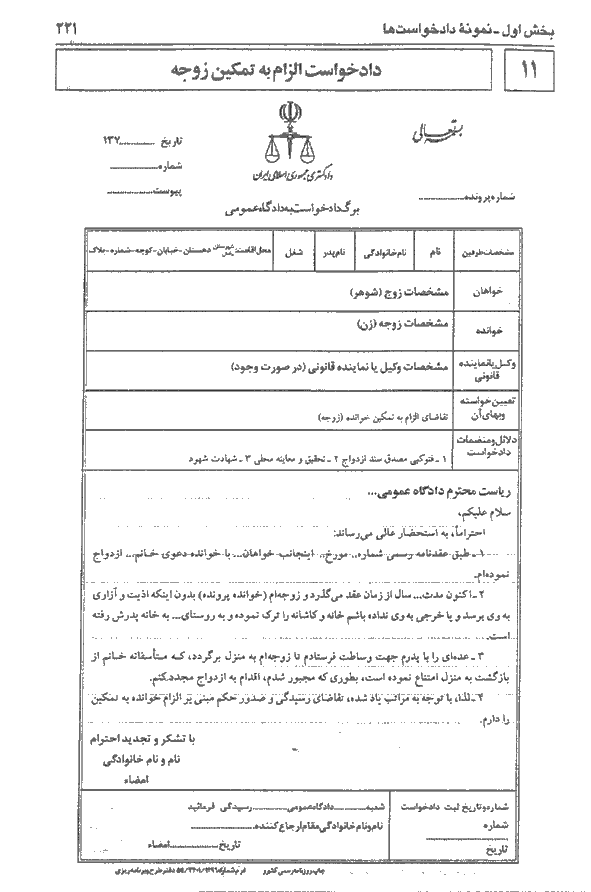 بخش اول ـ نمونهٔ دادخواست‌ها
۲۲۱
۱۱
دادخواست الزام به تمکین زوجه
بسمه تعالی
دادگستری جمهوری اسلامی ایران
تاریخ ........... ۱۳۷
شماره ...............
پیوست ...............
شماره پرونده ...............
برگ دادخواست به دادگاه عمومی
مشخصات طرفین
نام
نام خانوادگی
نام پدر
شغل
محل اقامت: شهرستان بخش دهستان - خیابان - کوچه - شماره - پلاک
خواهان
مشخصات زوج (شوهر)
خوانده
مشخصات زوجه (زن)
وکیل یا نماینده قانونی
مشخصات وکیل یا نماینده قانونی (در صورت وجود)
تعیین خواسته و بهای آن
تقاضای الزام به تمکین خوانده (زوجه)
دلائل و منضمات دادخواست
۱ ـ فتوکپی مصدق سند ازدواج ۲ ـ تحقیق و معاینه محلی ۳ ـ شهادت شهود
ریاست محترم دادگاه عمومی...
سلام علیکم،
احتراماً، به استحضار عالی می‌رساند:
۱ ـ طبق عقدنامه رسمی شماره.. مورخ.. اینجانب خواهان... با خوانده دعوی خانم... ازدواج
نموده‌ام.
۲ ـ اکنون مدت... سال از زمان عقد می‌گذرد و زوجه‌ام (خوانده پرونده) بدون اینکه اذیت و آزاری
به وی برسد و یا خرجی به وی نداده باشم خانه و کاشانه را ترک نموده و به روستای... به خانه پدرش رفته
است.
۳ ـ عده‌ای را با پدرم جهت وساطت فرستادم تا زوجه‌ام به منزل برگردد، که متأسفانه خانم از
بازگشت به منزل امتناع نموده است، بطوری که مجبور شدم، اقدام به ازدواج مجدد کنم.
۴ ـ لذا، با توجه به مراتب یاد شده، تقاضای رسیدگی و صدور حکم مبنی بر الزام خوانده به تمکین
را دارم.
با تشکر و تجدید احترام
نام و نام خانوادگی
امضاء
شماره و تاریخ ثبت دادخواست
شماره
تاریخ
شعبه ............ دادگاه عمومی ............ رسیدگی فرمائید
نام و نام خانوادگی مقام ارجاع کننده ...............
تاریخ ............... امضاء
چاپ روزنامه رسمی کشور
دفتر طرح و برنامه‌ریزی